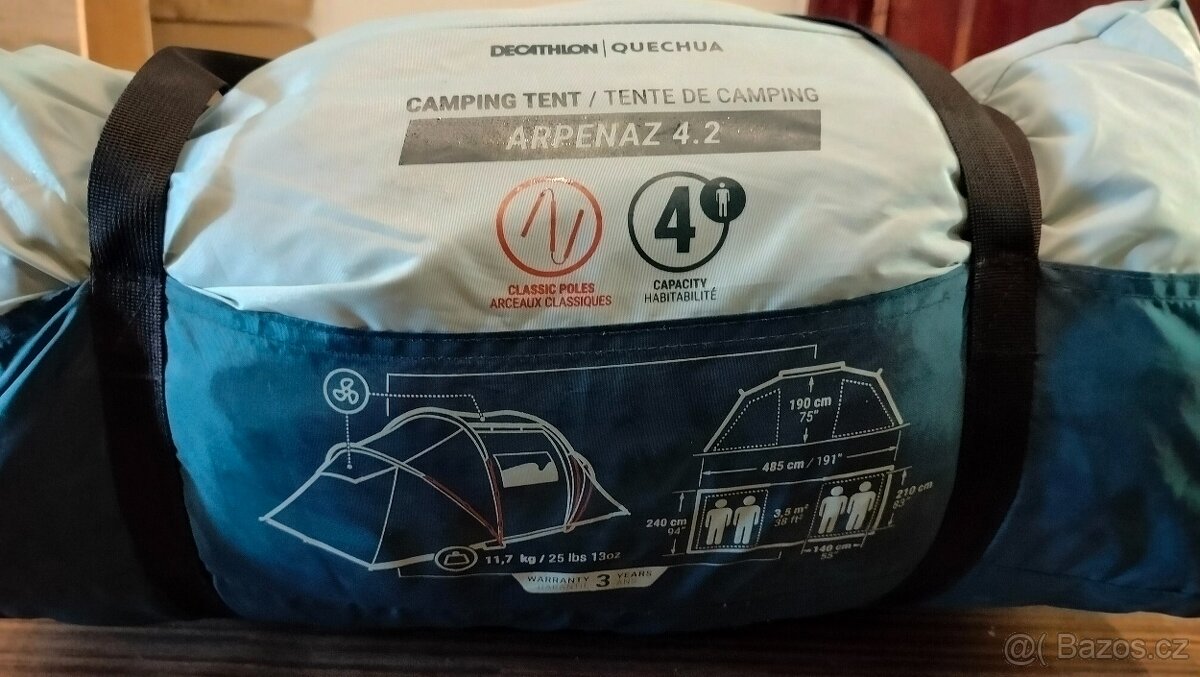 DECATHLON | QUECHUA
CAMPING TENT / TENTE DE CAMPING
ARPENAZ 4.2
4
CLASSIC POLES
ARCEAUX CLASSIQUES
CAPACITY
HABITABILITÉ
190 cm
75"
485 cm / 191"
240 cm
94"
3,5 m²
38 ft²
210 cm
83"
140 cm
55"
11,7 kg / 25 lbs 13oz
WARRANTY 3 YEARS
GARANTIE ANS
@( Bazos.cz